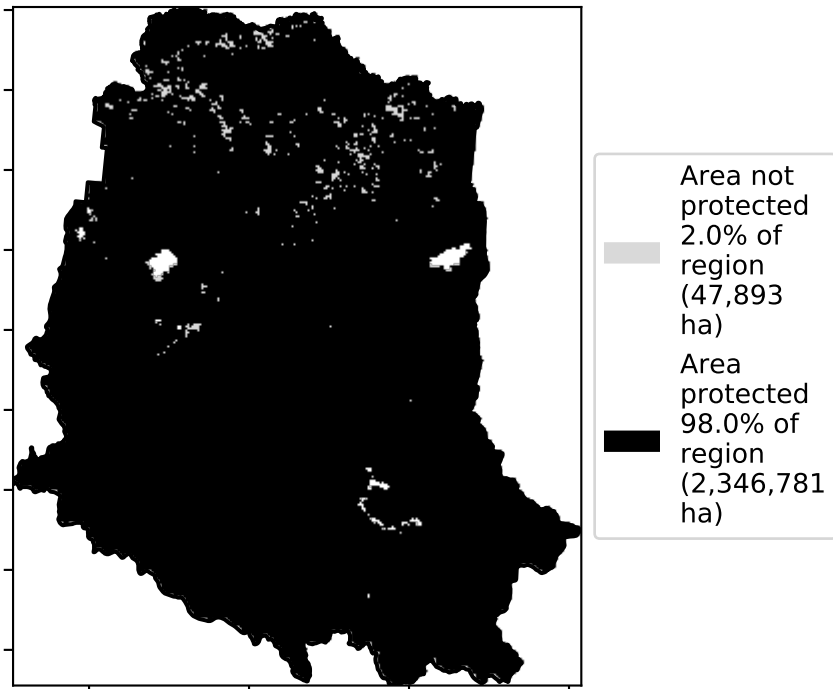 Area not
protected
2.0% of
region
(47,893
ha)
Area
protected
98.0% of
region
(2,346,781
ha)